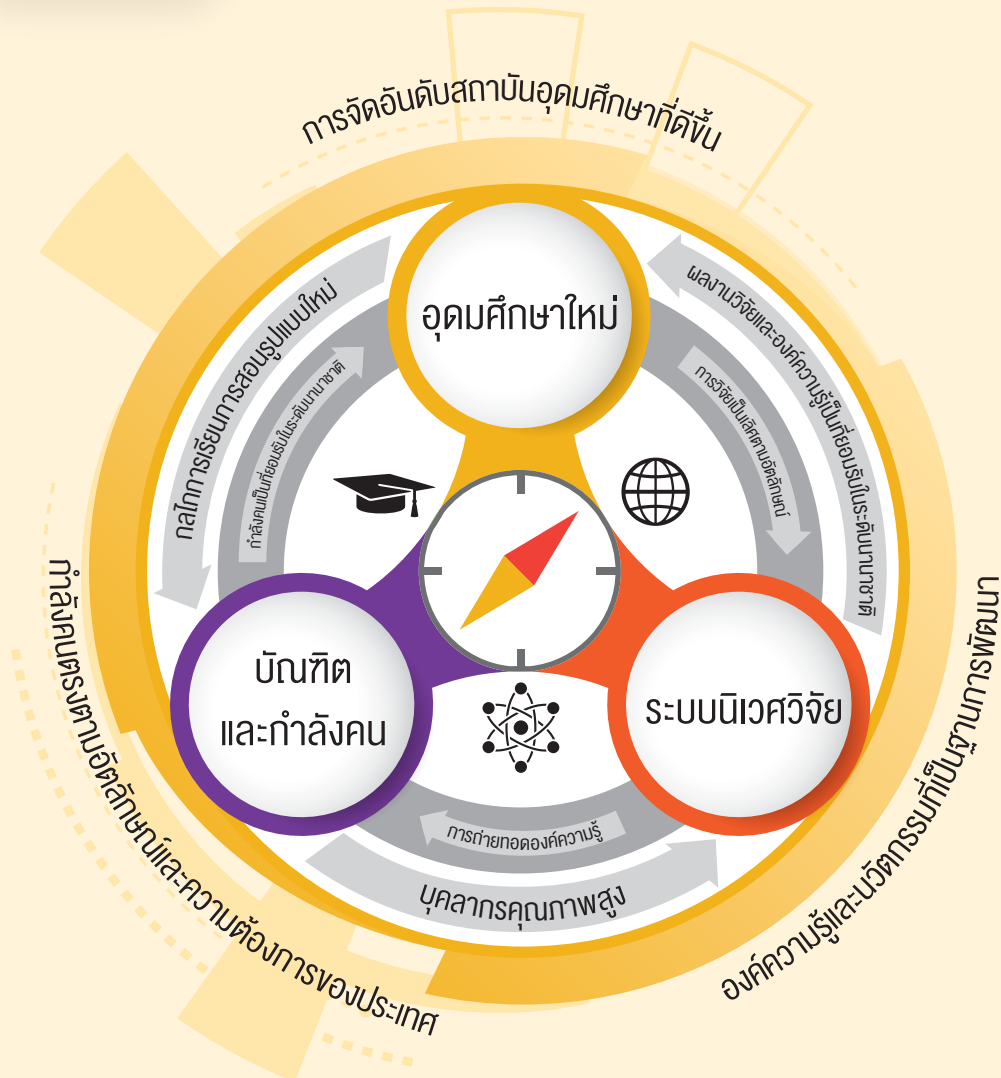 การจัดอันดับสถาบันอุดมศึกษาที่ดีขึ้น
อุดมศึกษาใหม่
กลไกการเรียนการสอนรูปแบบใหม่
กำลังคนเป็นที่ยอมรับในระดับนานาชาติ
ผลงานวิจัยและองค์ความรู้เป็นที่ยอมรับในระดับนานาชาติ
การวิจัยเป็นเลิศตามอัตลักษณ์
บัณฑิต
และกำลังคน
ระบบนิเวศวิจัย
การถ่ายทอดองค์ความรู้
บุคลากรคุณภาพสูง
กำลังคนตรงตามอัตลักษณ์และความต้องการของประเทศ
องค์ความรู้และนวัตกรรมที่เป็นฐานการพัฒนา